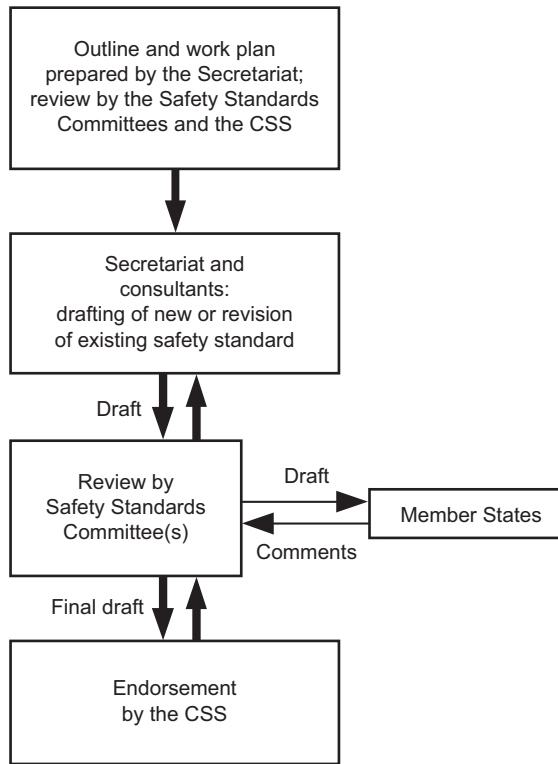 Outline and work plan
prepared by the Secretariat;
review by the Safety Standards
Committees and the CSS
Secretariat and
consultants:
drafting of new or revision
of existing safety standard
Draft
Review by
Safety Standards
Committee(s)
Draft
Member States
Comments
Final draft
Endorsement
by the CSS